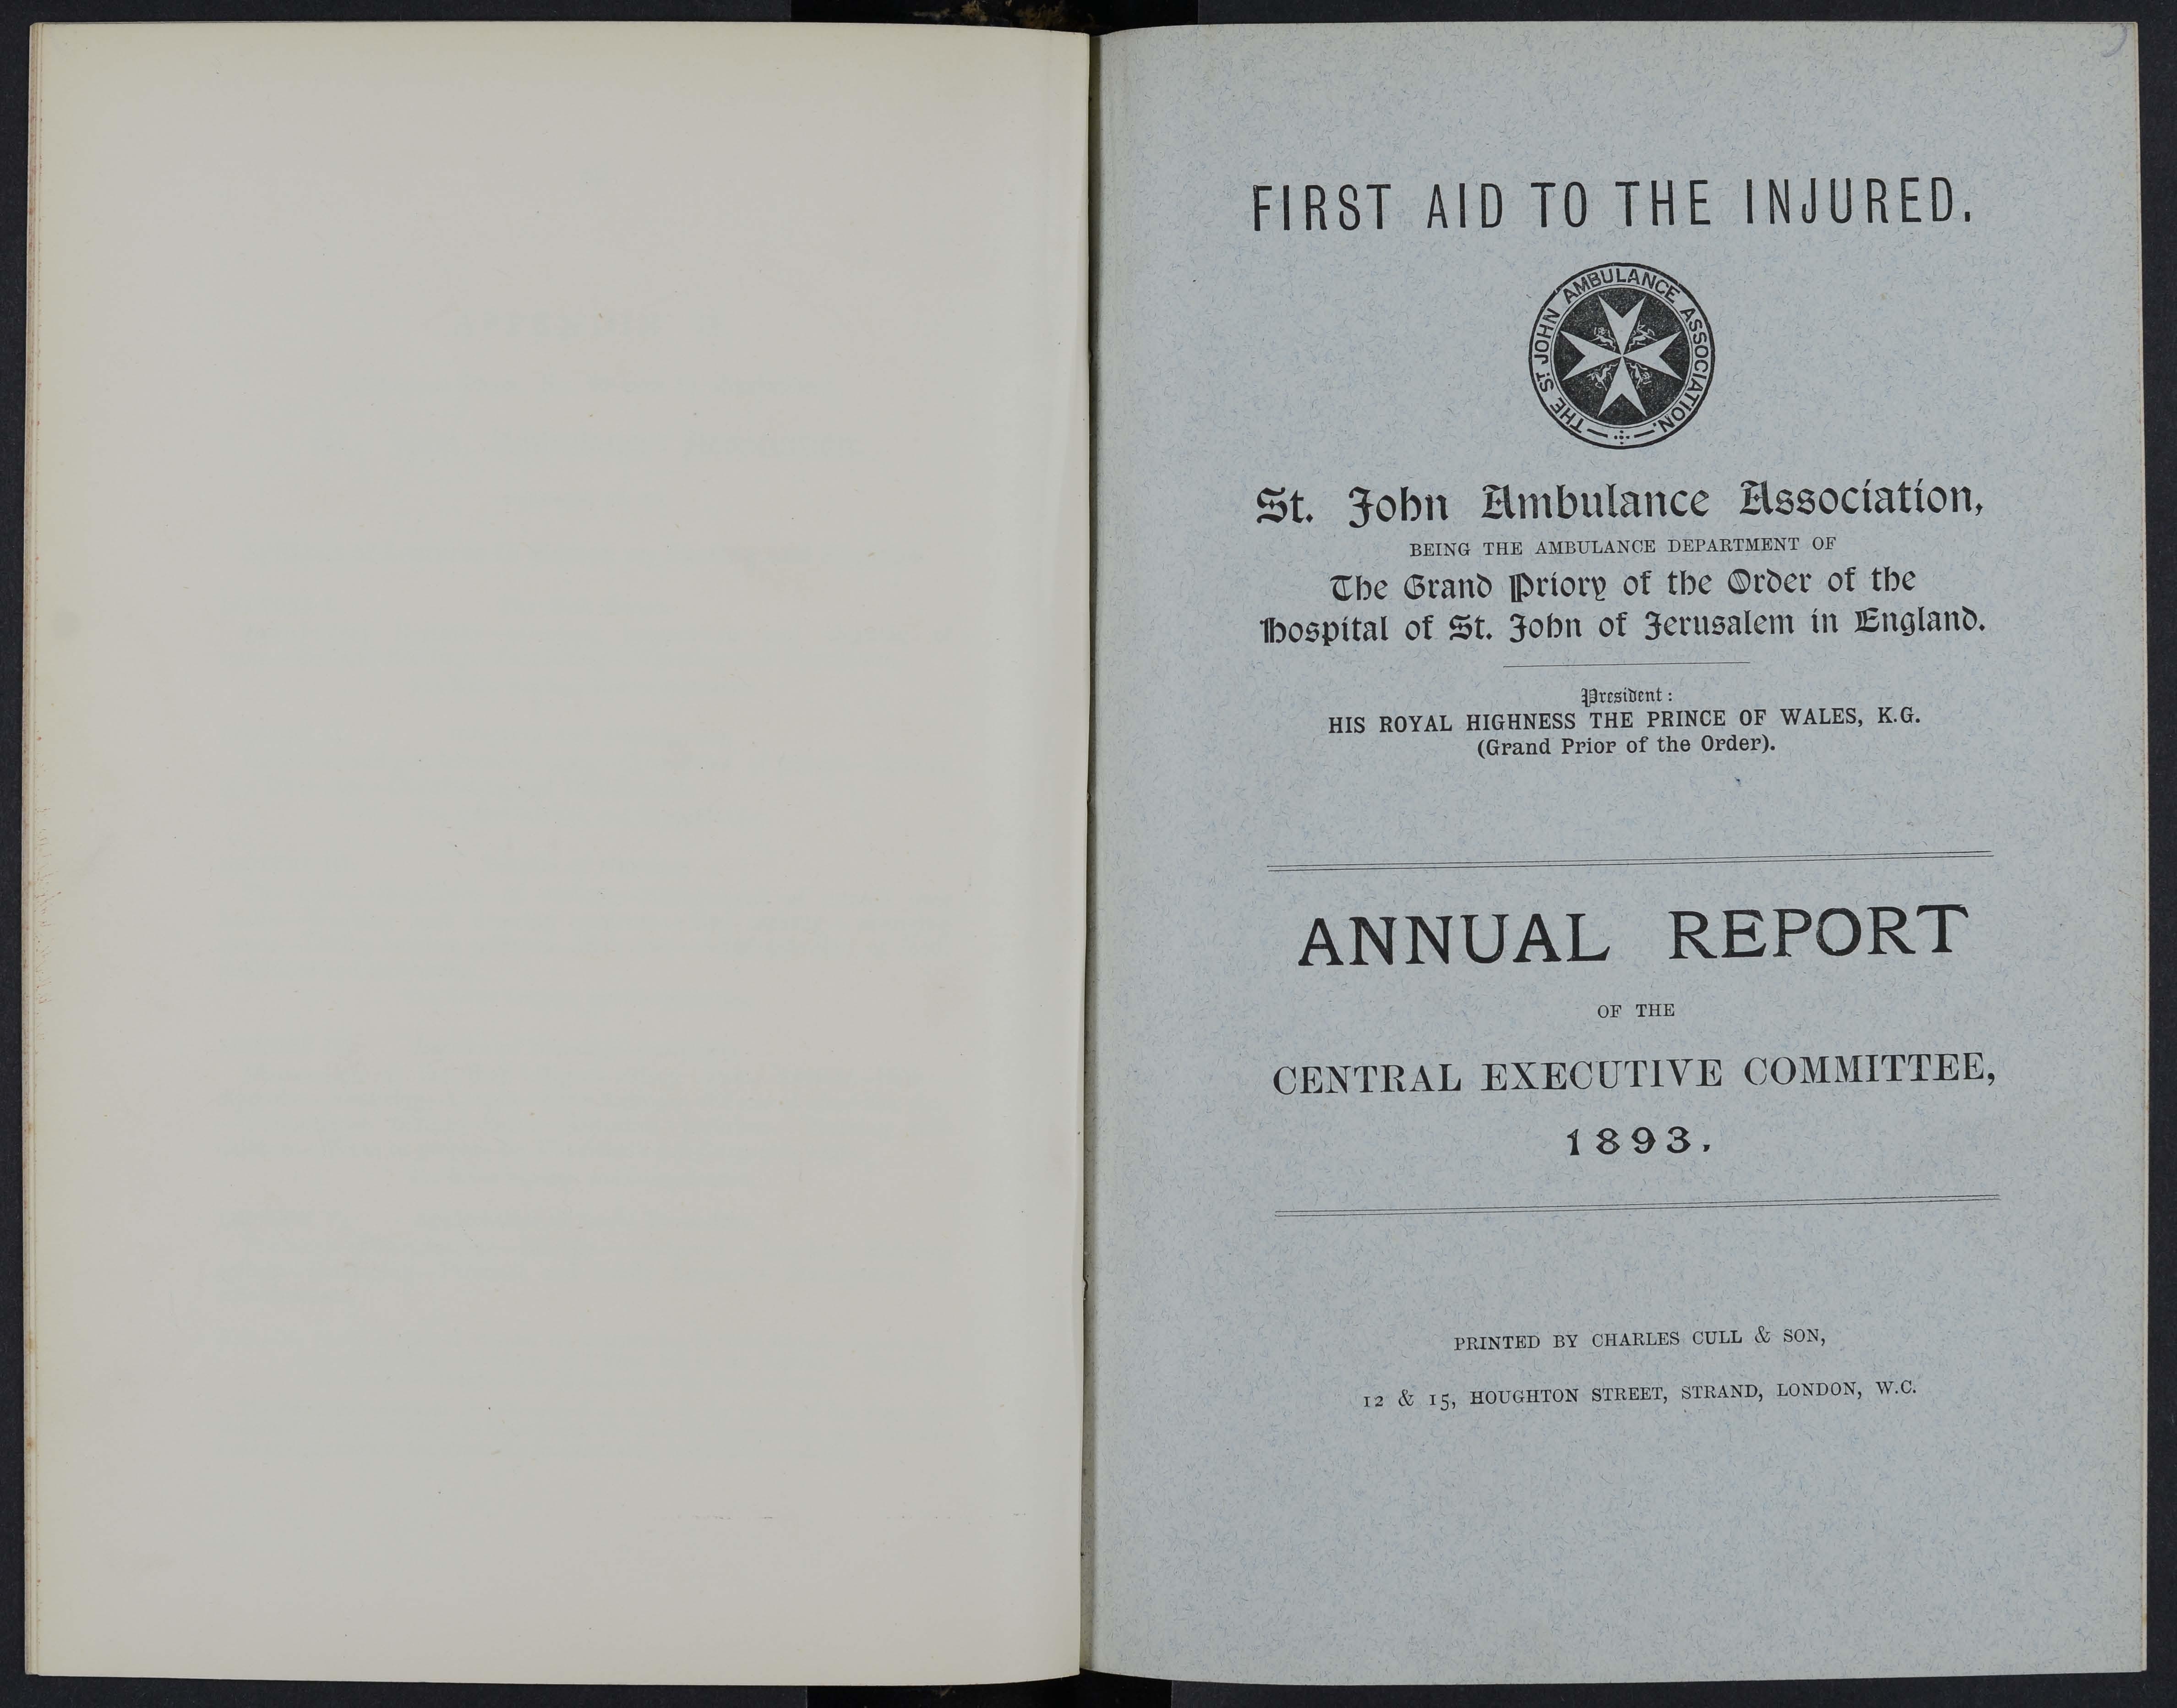 FIRST AID TO THE INJURED.
THE ST. JOHN AMBULANCE ASSOCIATION.
St. John Ambulance Association,
BEING THE AMBULANCE DEPARTMENT OF
The Grand Priory of the Order of the
Hospital of St. John of Jerusalem in England.
President:
HIS ROYAL HIGHNESS THE PRINCE OF WALES, K.G.
(Grand Prior of the Order).
ANNUAL REPORT
OF THE
CENTRAL EXECUTIVE COMMITTEE,
1893.
PRINTED BY CHARLES CULL & SON,
12 & 15, HOUGHTON STREET, STRAND, LONDON, W.C.